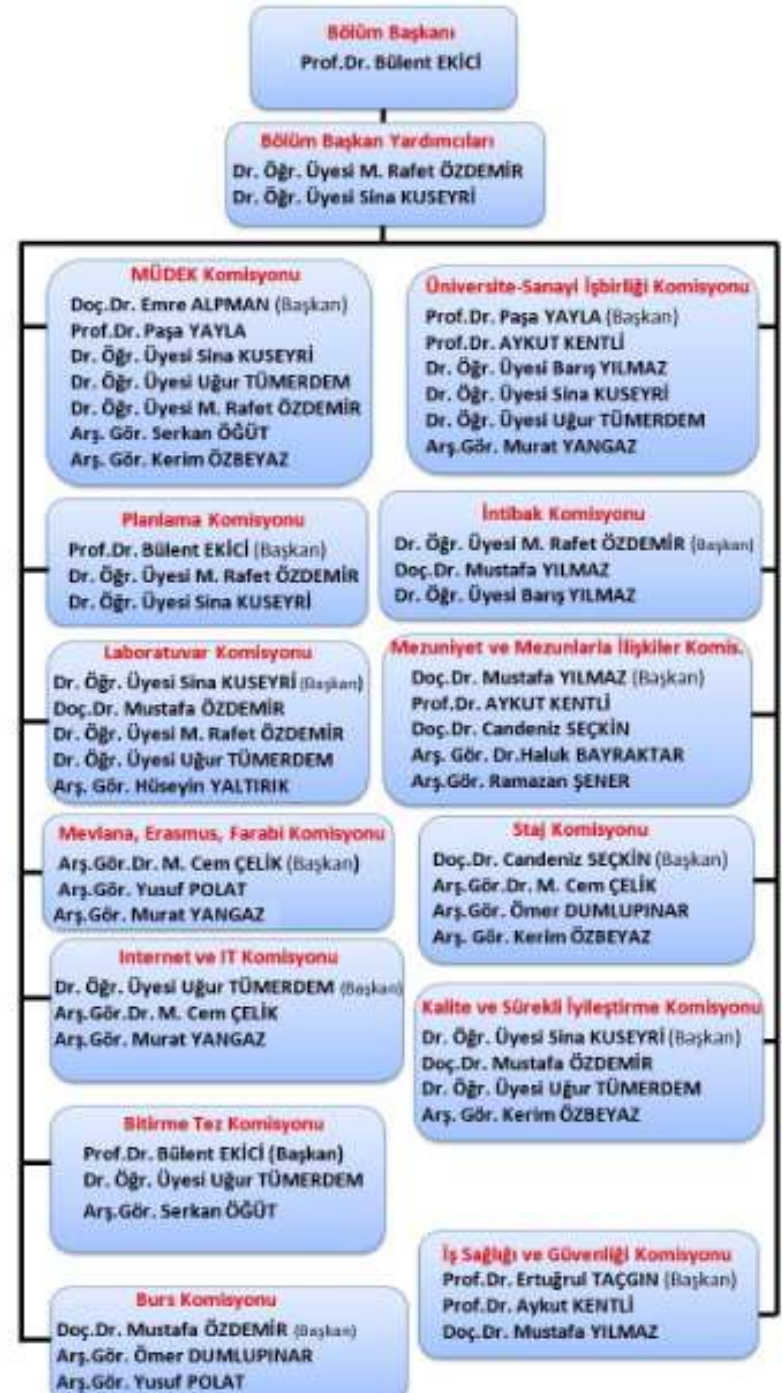 Bölüm Başkanı
Prof.Dr. Bülent EKİCİ
Bölüm Başkan Yardımcıları
Dr. Öğr. Üyesi M. Rafet ÖZDEMİR
Dr. Öğr. Üyesi Sina KUSEYRİ
MÜDEK Komisyonu
Doç.Dr. Emre ALPMAN (Başkan)
Prof.Dr. Paşa YAYLA
Dr. Öğr. Üyesi Sina KUSEYRİ
Dr. Öğr. Üyesi Uğur TÜMERDEM
Dr. Öğr. Üyesi M. Rafet ÖZDEMİR
Arş. Gör. Serkan ÖĞÜT
Arş. Gör. Kerim ÖZBEYAZ
Planlama Komisyonu
Prof.Dr. Bülent EKİCİ (Başkan)
Dr. Öğr. Üyesi M. Rafet ÖZDEMİR
Dr. Öğr. Üyesi Sina KUSEYRİ
Laboratuvar Komisyonu
Dr. Öğr. Üyesi Sina KUSEYRİ (Başkan)
Doç.Dr. Mustafa ÖZDEMİR
Dr. Öğr. Üyesi M. Rafet ÖZDEMİR
Dr. Öğr. Üyesi Uğur TÜMERDEM
Arş. Gör. Hüseyin YALTIRIK
Mevlana, Erasmus, Farabi Komisyonu
Arş.Gör.Dr. M. Cem ÇELİK (Başkan)
Arş.Gör. Yusuf POLAT
Arş.Gör. Murat YANGAZ
Internet ve IT Komisyonu
Dr. Öğr. Üyesi Uğur TÜMERDEM (Başkan)
Arş.Gör.Dr. M. Cem ÇELİK
Arş.Gör. Murat YANGAZ
Bitirme Tez Komisyonu
Prof.Dr. Bülent EKİCİ (Başkan)
Dr. Öğr. Üyesi Uğur TÜMERDEM
Arş.Gör. Serkan ÖĞÜT
Burs Komisyonu
Doç.Dr. Mustafa ÖZDEMİR (Başkan)
Arş.Gör. Ömer DUMLUPINAR
Arş.Gör. Yusuf POLAT
Üniversite-Sanayi İşbirliği Komisyonu
Prof.Dr. Paşa YAYLA (Başkan)
Prof.Dr. AYKUT KENTLİ
Dr. Öğr. Üyesi Barış YILMAZ
Dr. Öğr. Üyesi Sina KUSEYRİ
Dr. Öğr. Üyesi Uğur TÜMERDEM
Arş.Gör. Murat YANGAZ
İntibak Komisyonu
Dr. Öğr. Üyesi M. Rafet ÖZDEMİR (Başkan)
Doç.Dr. Mustafa YILMAZ
Dr. Öğr. Üyesi Barış YILMAZ
Mezuniyet ve Mezunlarla İlişkiler Komis.
Doç.Dr. Mustafa YILMAZ (Başkan)
Prof.Dr. AYKUT KENTLİ
Doç.Dr. Candeniz SEÇKİN
Arş. Gör. Dr.Haluk BAYRAKTAR
Arş.Gör. Ramazan ŞENER
Staj Komisyonu
Doç.Dr. Candeniz SEÇKİN (Başkan)
Arş.Gör.Dr. M. Cem ÇELİK
Arş.Gör. Ömer DUMLUPINAR
Arş. Gör. Kerim ÖZBEYAZ
Kalite ve Sürekli İyileştirme Komisyonu
Dr. Öğr. Üyesi Sina KUSEYRİ (Başkan)
Doç.Dr. Mustafa ÖZDEMİR
Dr. Öğr. Üyesi Uğur TÜMERDEM
Arş. Gör. Kerim ÖZBEYAZ
İş Sağlığı ve Güvenliği Komisyonu
Prof.Dr. Ertuğrul TAÇGIN (Başkan)
Prof.Dr. Aykut KENTLİ
Doç.Dr. Mustafa YILMAZ